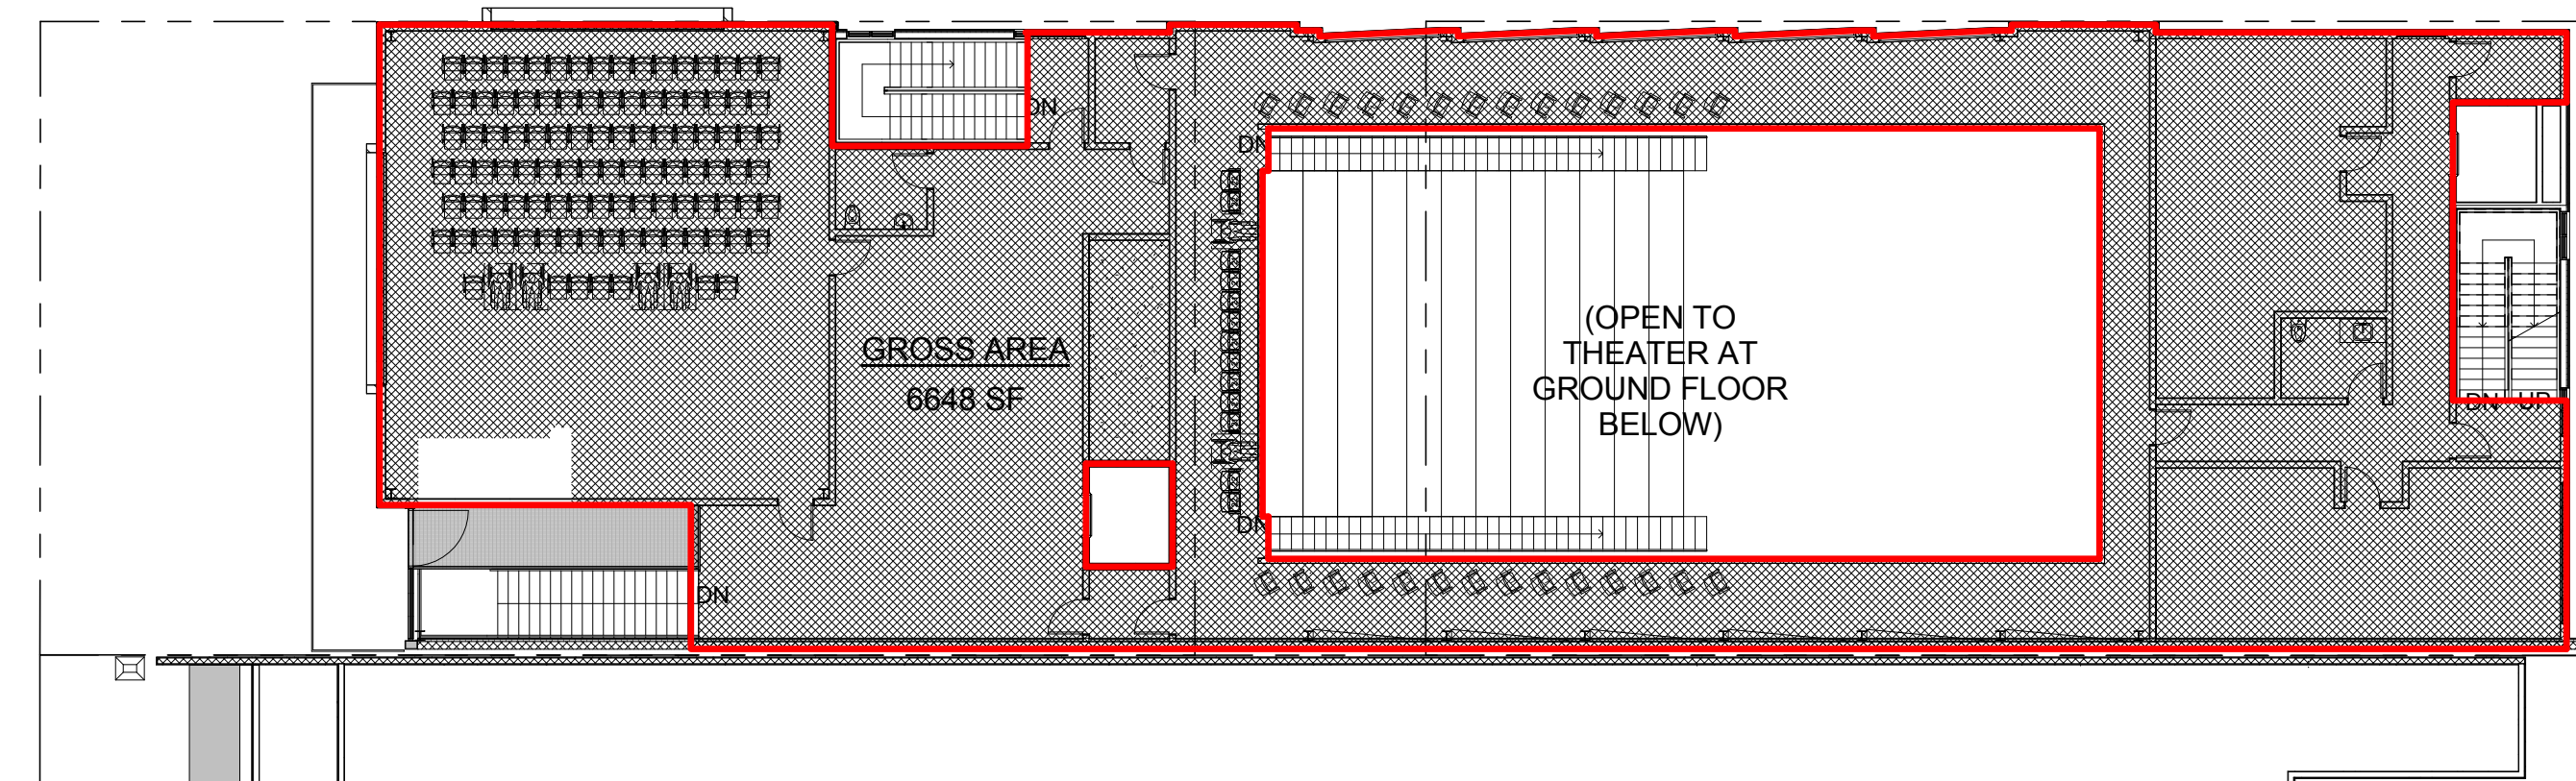 DN
DN
(OPEN TO
THEATER AT
GROUND FLOOR
BELOW)
GROSS AREA
6648 SF
DN UP
DN
DN